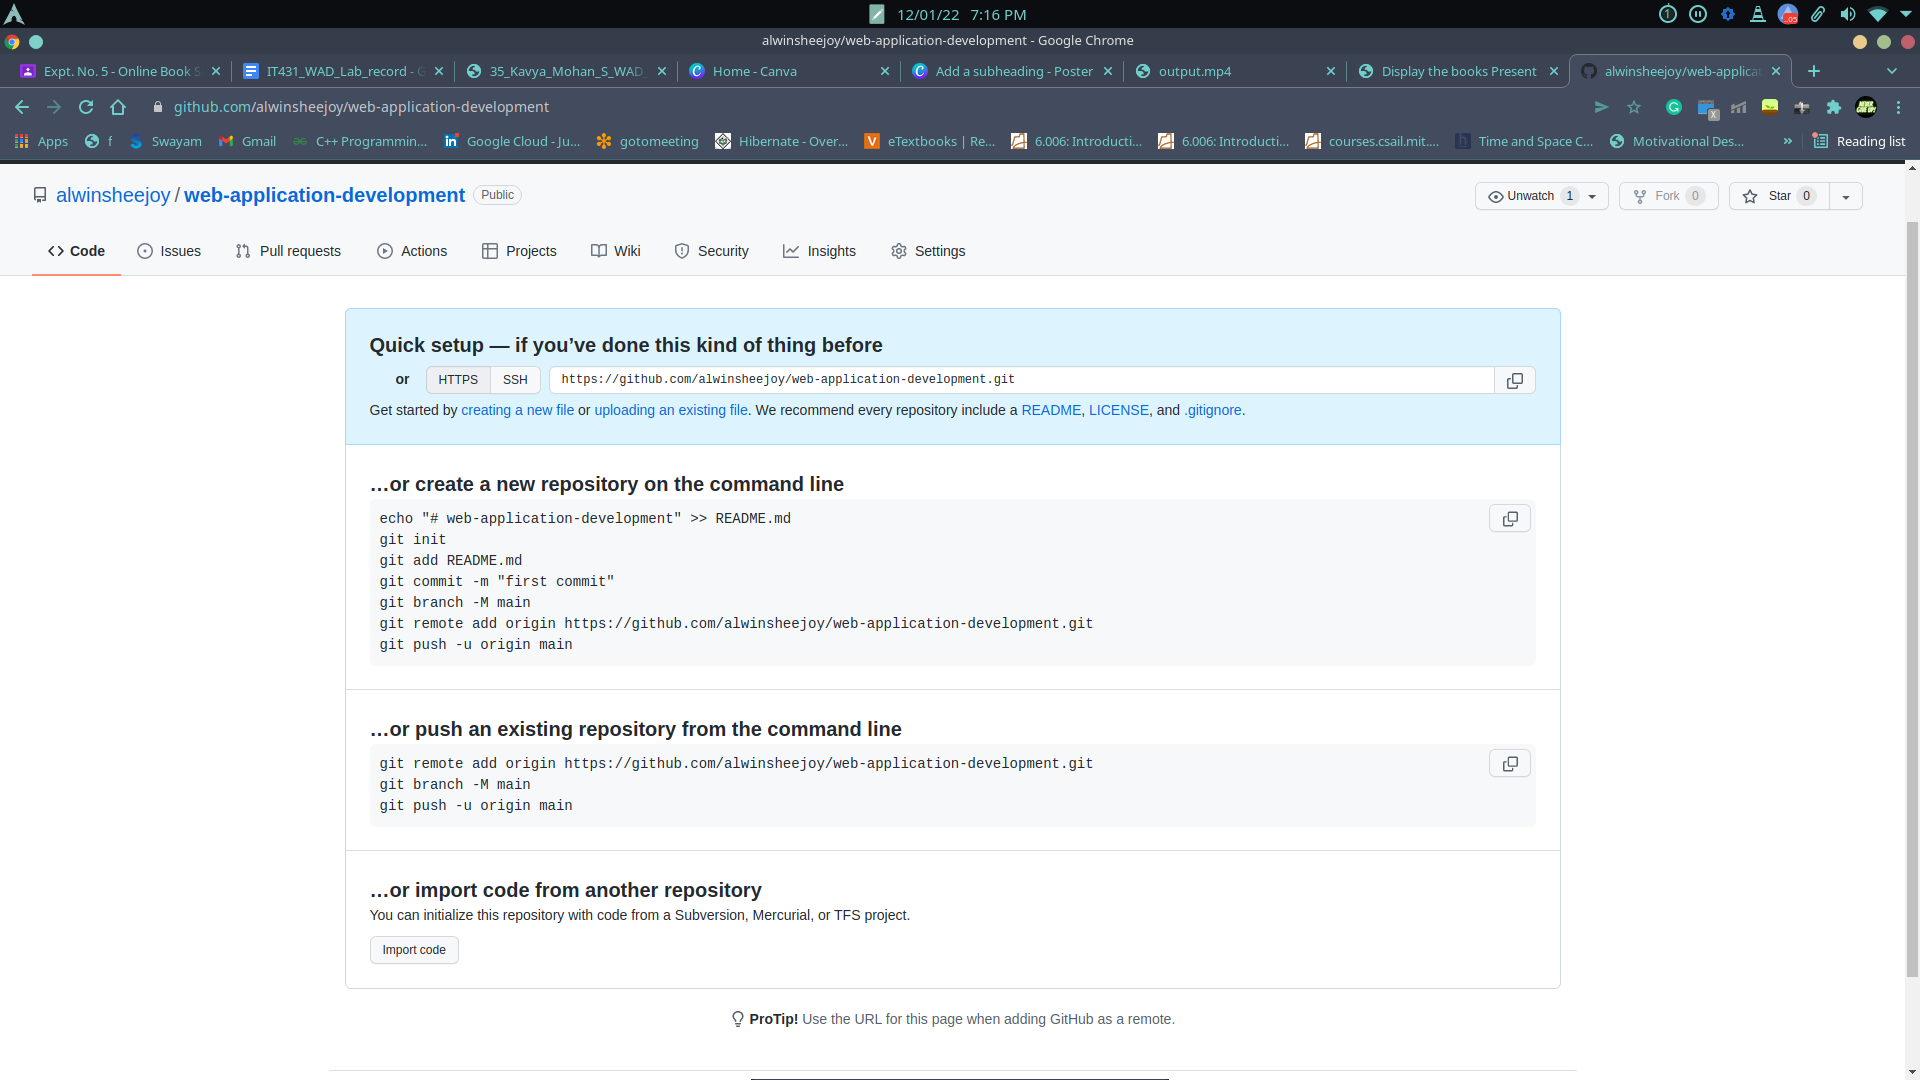 12/01/22 7:16 PM
alwinsheejoy/web-application-development - Google Chrome
Expt. No. 5 - Online Book S
IT431_WAD_Lab_record - G
35_Kavya_Mohan_S_WAD_
Home - Canva
Add a subheading - Poster
output.mp4
Display the books Present
alwinsheejoy/web-applica
github.com/alwinsheejoy/web-application-development
Apps
f
Swayam
Gmail
C++ Programmin...
Google Cloud - Ju...
gotomeeting
Hibernate - Over...
eTextbooks | Re...
6.006: Introducti...
6.006: Introducti...
courses.csail.mit....
Time and Space C...
Motivational Des...
»
Reading list
alwinsheejoy / web-application-development Public
Unwatch 1
Fork 0
Star 0
Code
Issues
Pull requests
Actions
Projects
Wiki
Security
Insights
Settings
Quick setup — if you’ve done this kind of thing before
or HTTPS SSH https://github.com/alwinsheejoy/web-application-development.git
Get started by creating a new file or uploading an existing file. We recommend every repository include a README, LICENSE, and .gitignore.
…or create a new repository on the command line
echo "# web-application-development" >> README.md
git init
git add README.md
git commit -m "first commit"
git branch -M main
git remote add origin https://github.com/alwinsheejoy/web-application-development.git
git push -u origin main
…or push an existing repository from the command line
git remote add origin https://github.com/alwinsheejoy/web-application-development.git
git branch -M main
git push -u origin main
…or import code from another repository
You can initialize this repository with code from a Subversion, Mercurial, or TFS project.
Import code
ProTip! Use the URL for this page when adding GitHub as a remote.